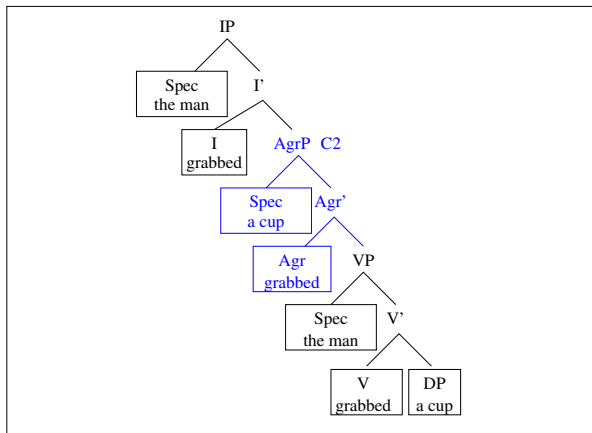 IP
Spec
the man
I'
I
grabbed
AgrP C2
Spec
a cup
Agr'
Agr
grabbed
VP
Spec
the man
V'
V
grabbed
DP
a cup